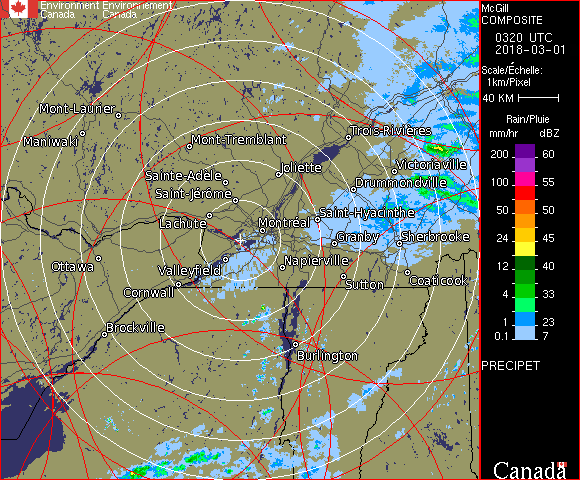 Environment Environnement
Canada Canada
McGill
COMPOSITE
0320 UTC
2018-03-01
Scale/Échelle:
1km/Pixel
40 KM
Rain/Pluie
mm/hr dBZ
200 60
150 57
100 55
50 50
24 45
12 40
4 33
1 23
0.1 7
PRECIPET
Canada
Mont-Laurier
Maniwaki
Mont-Tremblant
Trois-Rivières
Sainte-Adèle
Joliette
Victoriaville
Saint-Jérôme
Drummondville
Lachute
Montréal
Saint-Hyacinthe
Granby
Sherbrooke
Ottawa
Valleyfield
Napierville
Cornwall
Sutton
Coaticook
Brockville
Burlington